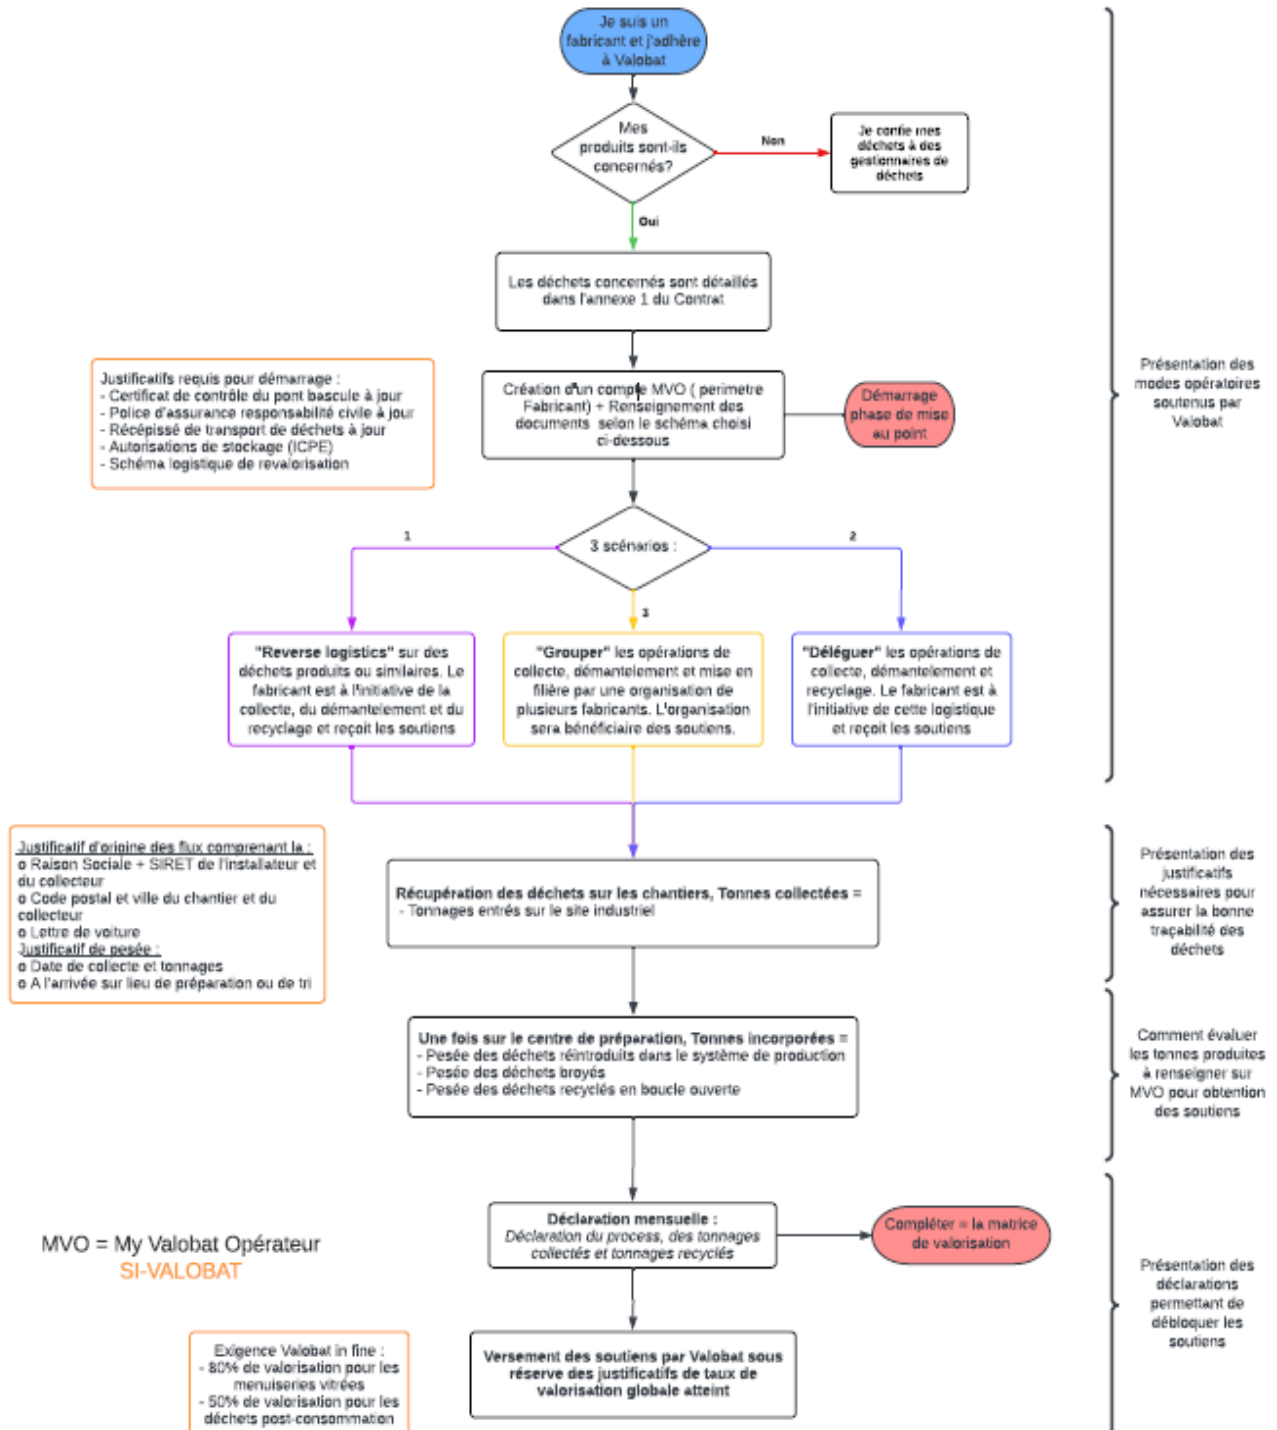 Je suis un
fabricant et j'adhère
à Valobat
Mes
produits sont-ils
concernés?
Non
Je confie mes
déchets à des
gestionnaires de
déchets
Oui
Les déchets concernés sont détaillés
dans l'annexe 1 du Contrat
Justificatifs requis pour démarrage :
- Certificat de contrôle du pont bascule à jour
- Police d'assurance responsabilité civile à jour
- Récépissé de transport de déchets à jour
- Autorisations de stockage (ICPE)
- Schéma logistique de revalorisation
Création d'un compte MVO ( perimetre
Fabricant) + Renseignement des
documents selon le schéma choisi
ci-dessous
Démarrage
phase de mise
au point
Présentation des
modes opératoires
soutenus par
Valobat
3 scénarios :
1
2
3
"Reverse logistics" sur des
déchets produits ou similaires. Le
fabricant est à l'initiative de la
collecte, du démantelement et du
recyclage et reçoit les soutiens
"Grouper" les opérations de
collecte, démantelement et mise en
filière par une organisation de
plusieurs fabricants. L'organisation
sera bénéficiaire des soutiens.
"Déléguer" les opérations de
collecte, démantelement et
recyclage. Le fabricant est à
l'initiative de cette logistique
et reçoit les soutiens
Justificatif d'origine des flux comprenant la :
o Raison Sociale + SIRET de l'installateur et
du collecteur
o Code postal et ville du chantier et du
collecteur
o Lettre de voiture
Justificatif de pesée :
o Date de collecte et tonnages
o A l'arrivée sur lieu de préparation ou de tri
Récupération des déchets sur les chantiers, Tonnes collectées =
- Tonnages entrés sur le site industriel
Présentation des
justificatifs
nécessaires pour
assurer la bonne
traçabilité des
déchets
Une fois sur le centre de préparation, Tonnes incorporées =
- Pesée des déchets réintroduits dans le système de production
- Pesée des déchets broyés
- Pesée des déchets recyclés en boucle ouverte
Comment évaluer
les tonnes produites
à renseigner sur
MVO pour obtention
des soutiens
MVO = My Valobat Opérateur
SI-VALOBAT
Déclaration mensuelle :
Déclaration du process, des tonnages
collectés et tonnages recyclés
Compléter = la matrice
de valorisation
Présentation des
déclarations
permettant de
débloquer les
soutiens
Exigence Valobat in fine :
- 80% de valorisation pour les
menuiseries vitrées
- 50% de valorisation pour les
déchets post-consommation
Versement des soutiens par Valobat sous
réserve des justificatifs de taux de
valorisation globale atteint